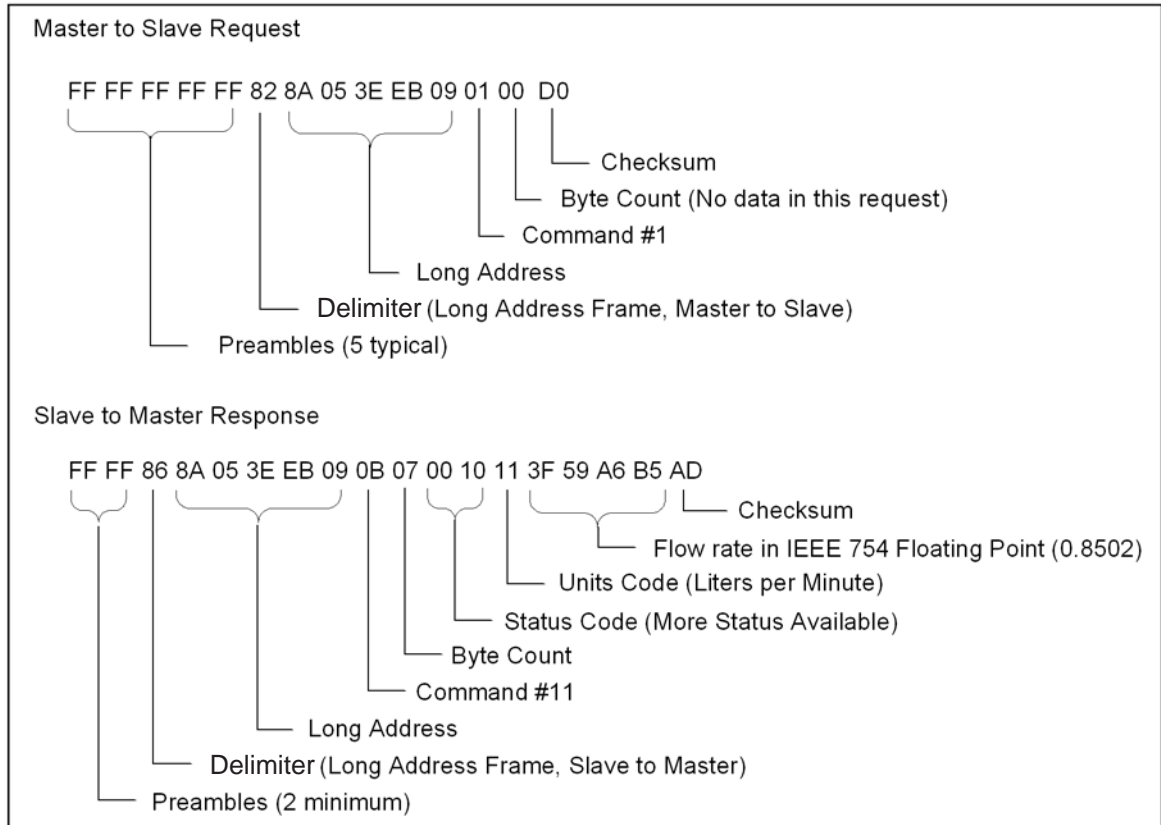 Master to Slave Request
FF FF FF FF FF 82 8A 05 3E EB 09 01 00 D0
Checksum
Byte Count (No data in this request)
Command #1
Long Address
Delimiter (Long Address Frame, Master to Slave)
Preambles (5 typical)
Slave to Master Response
FF FF 86 8A 05 3E EB 09 0B 07 00 10 11 3F 59 A6 B5 AD
Checksum
Flow rate in IEEE 754 Floating Point (0.8502)
Units Code (Liters per Minute)
Status Code (More Status Available)
Byte Count
Command #11
Long Address
Delimiter (Long Address Frame, Slave to Master)
Preambles (2 minimum)